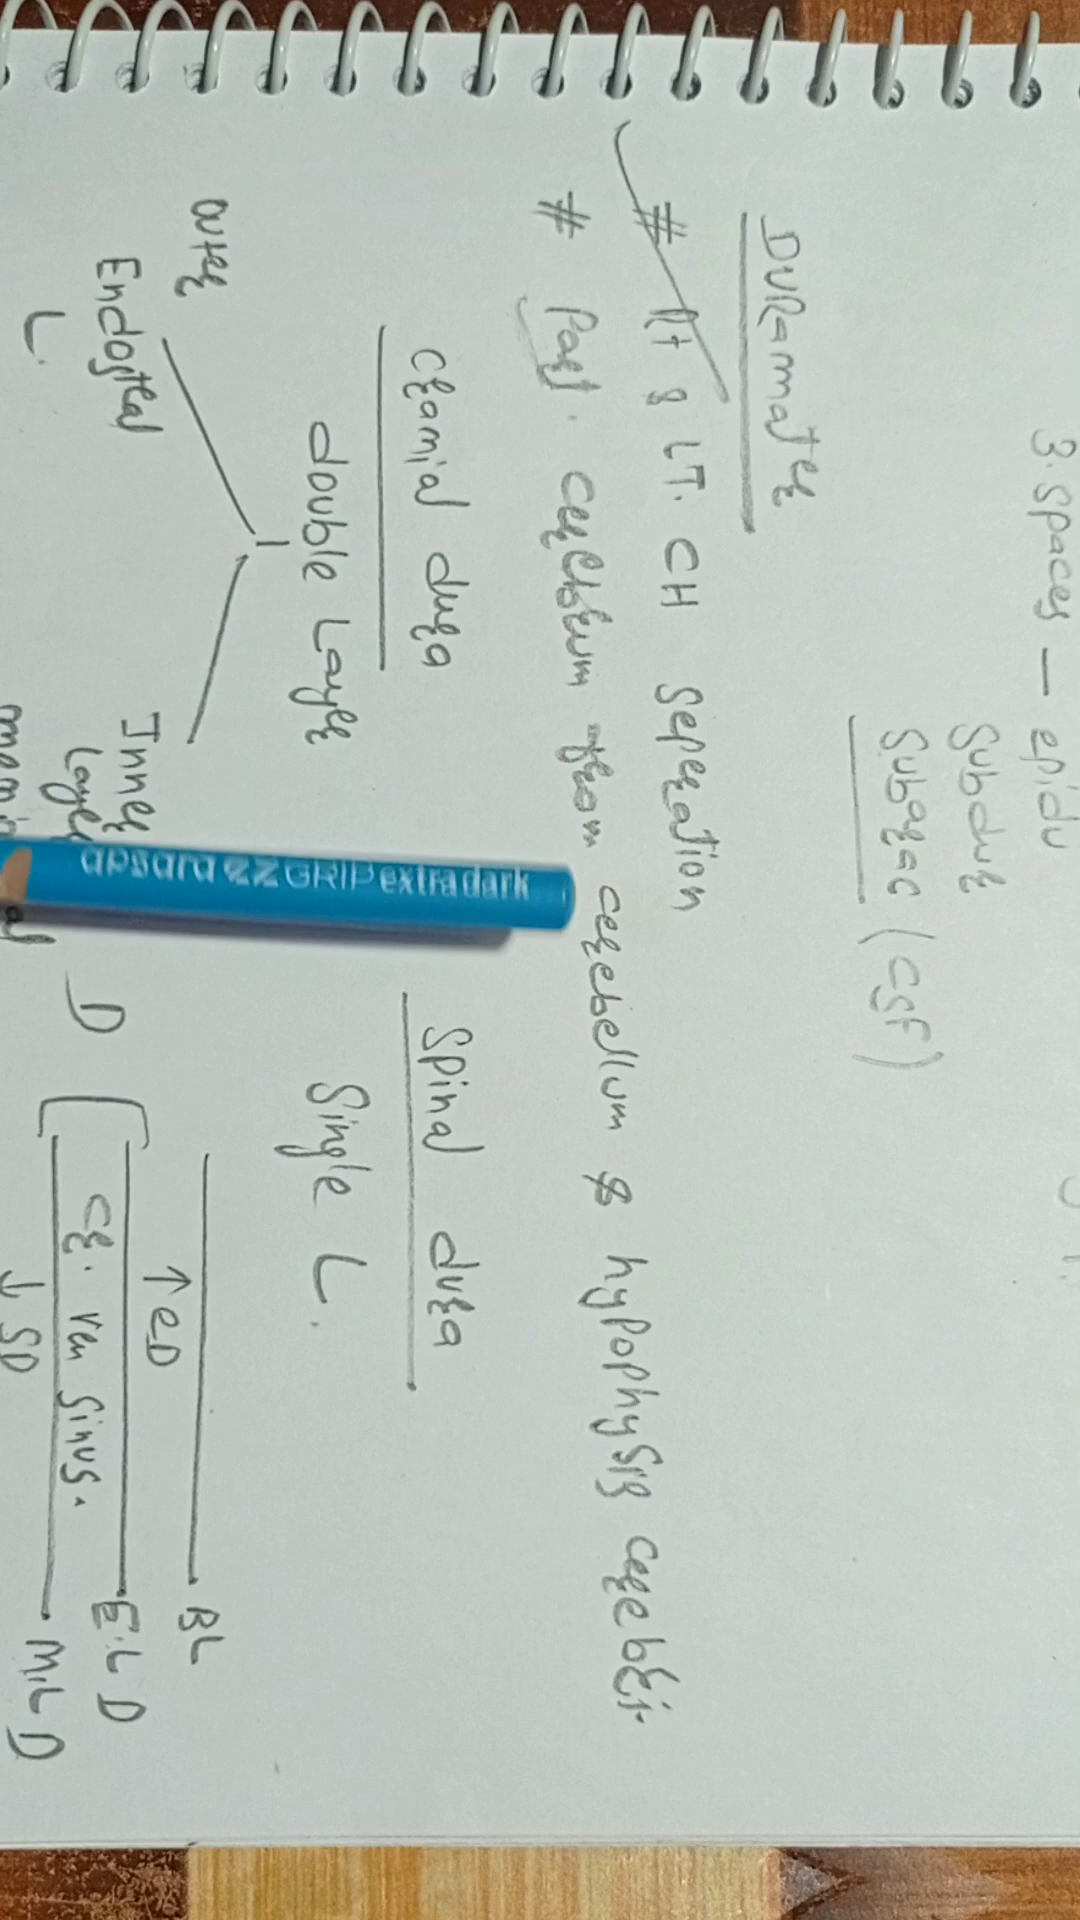 3. spaces — epidu
subdur
subarac (CSF)
DURamater
# Rt & LT. CH seperation
# Part. cerebrum from cerebellum & hypophysis cerebri.
cranial dura
spinal dura
double Layer
single L.
outer
Endosteal
L.
Inner
Layer
BL
↑ eD
E.L D
D
cr. ven sinus.
M.L D
↓ SD
apsara EZ GRIP extra dark